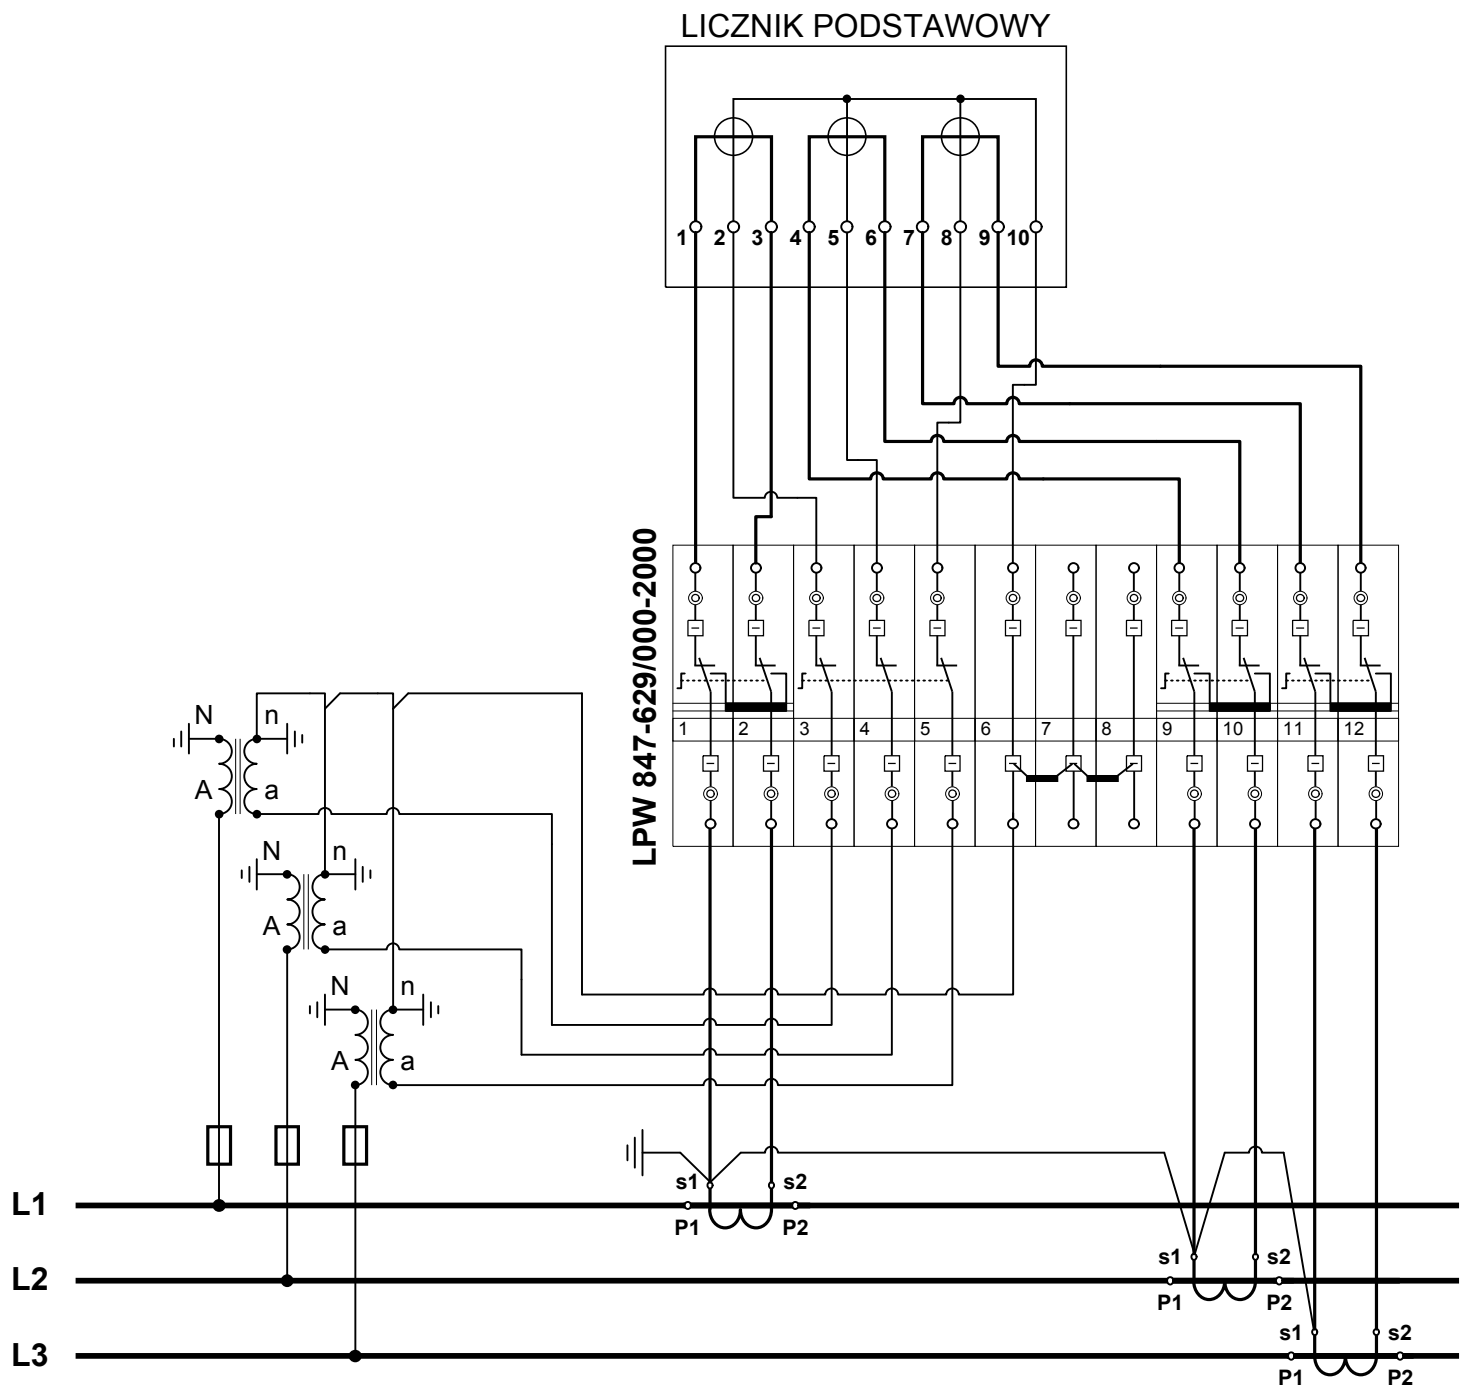 LICZNIK PODSTAWOWY
1 2 3 4 5 6 7 8 9 10
LPW 847-629/000-2000
1 2 3 4 5 6 7 8 9 10 11 12
N n
A a
N n
A a
N n
A a
s1 s2
L1
P1 P2
s1 s2
L2
P1 P2
s1 s2
L3
P1 P2